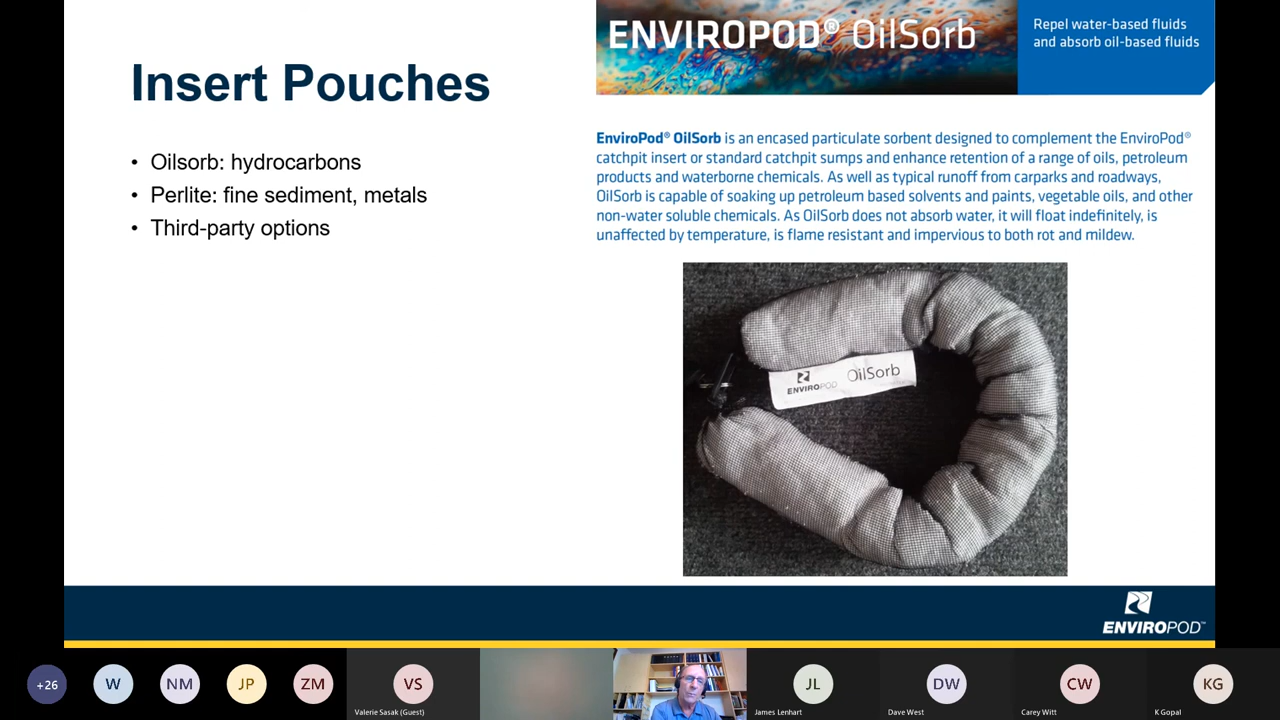 Insert Pouches
• Oilsorb: hydrocarbons
• Perlite: fine sediment, metals
• Third-party options
ENVIROPOD® OilSorb
Repel water-based fluids
and absorb oil-based fluids
EnviroPod® OilSorb is an encased particulate sorbent designed to complement the EnviroPod®
catchpit insert or standard catchpit sumps and enhance retention of a range of oils, petroleum
products and waterborne chemicals. As well as typical runoff from carparks and roadways,
OilSorb is capable of soaking up petroleum based solvents and paints, vegetable oils, and other
non-water soluble chemicals. As OilSorb does not absorb water, it will float indefinitely, is
unaffected by temperature, is flame resistant and impervious to both rot and mildew.
ENVIROPOD OilSorb
ENVIROPOD™
+26
W
NM
JP
ZM
VS
JL
DW
CW
KG
Valerie Sasak (Guest)
James Lenhart
Dave West
Carey Witt
K Gopal